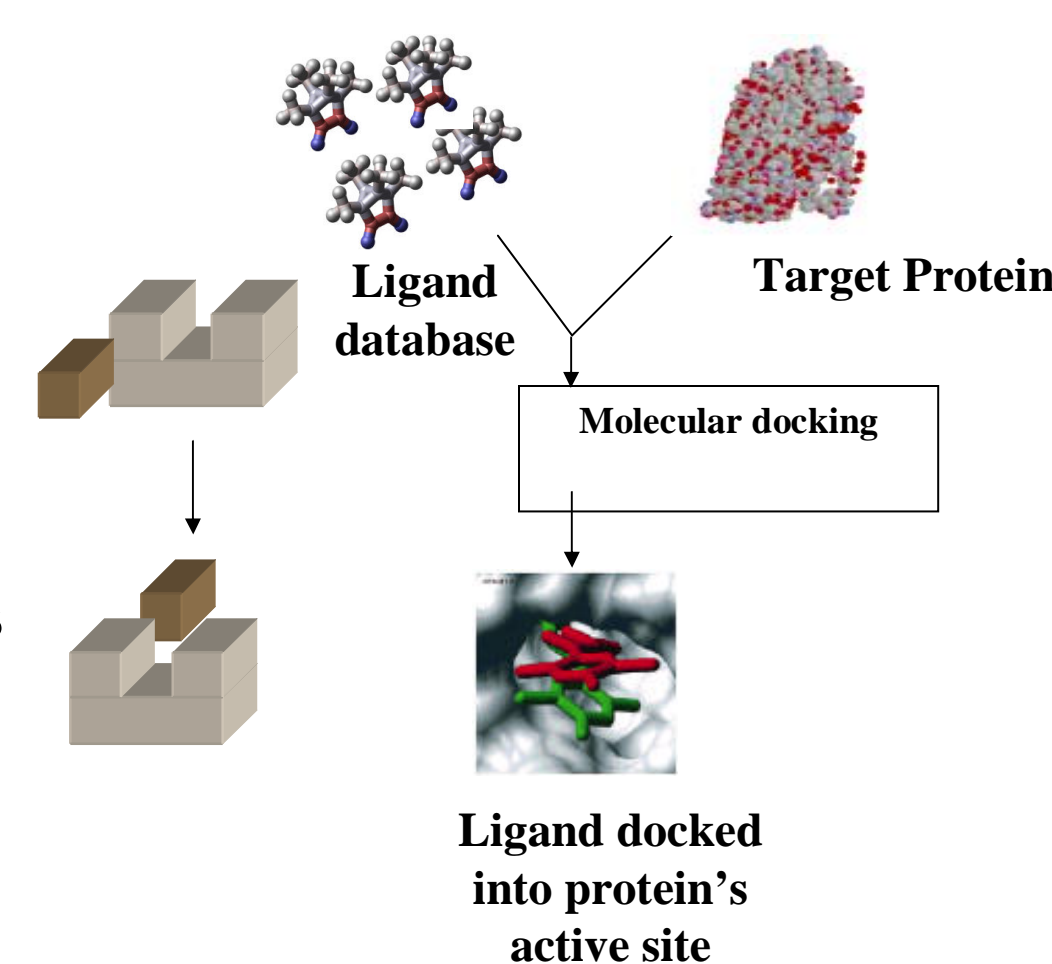 Ligand
database
Target Protein
Molecular docking
Ligand docked
into protein’s
active site